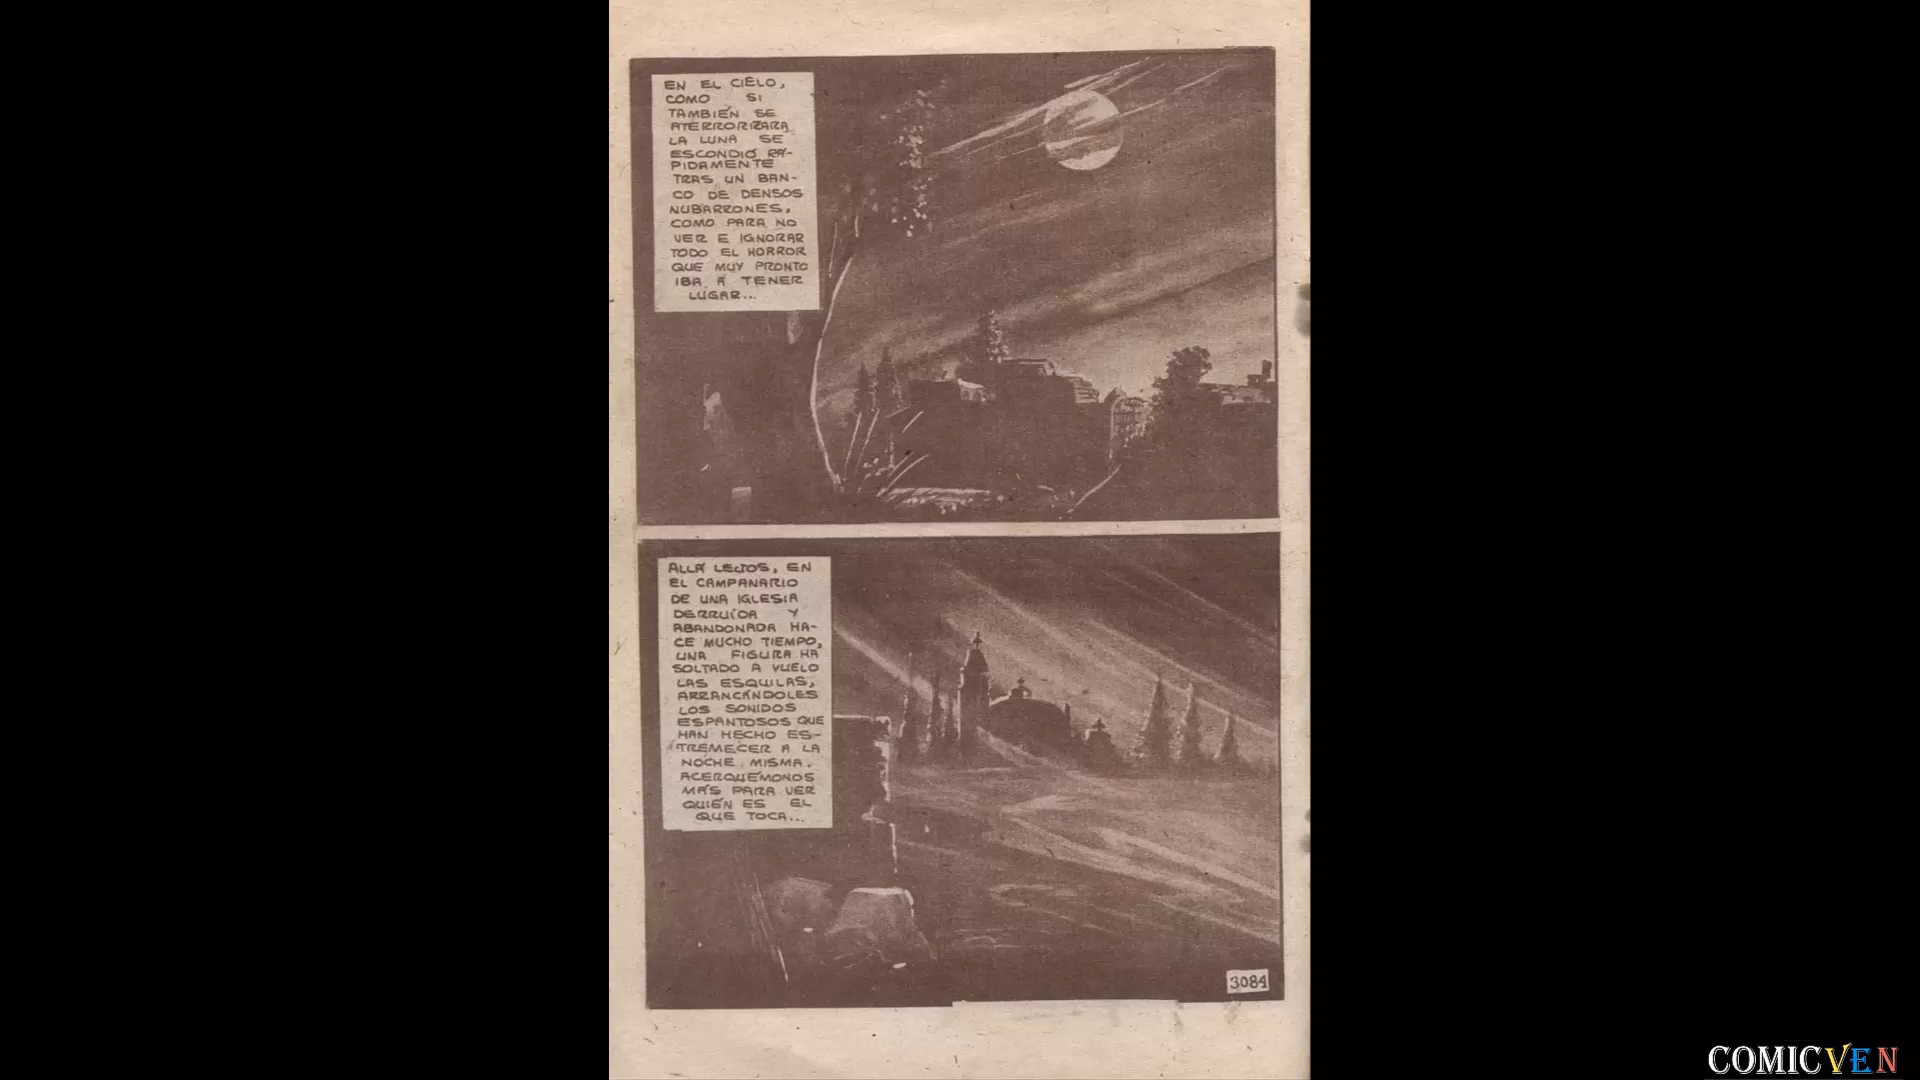 EN EL CIELO,
COMO SI
TAMBIÉN SE
ATERRORIZARA
LA LUNA SE
ESCONDIÓ RÁ-
PIDAMENTE
TRAS UN BAN-
CO DE DENSOS
NUBARRONES,
COMO PARA NO
VER E IGNORAR
TODO EL HORROR
QUE MUY PRONTO
IBA A TENER
LUGAR...
ALLÁ LEJOS, EN
EL CAMPANARIO
DE UNA IGLESIA
DERRUÍDA Y
ABANDONADA HA-
CE MUCHO TIEMPO,
UNA FIGURA HA
SOLTADO A VUELO
LAS ESQUILAS,
ARRANCÁNDOLES
LOS SONIDOS
ESPANTOSOS QUE
HAN HECHO ES-
TREMECER A LA
NOCHE MISMA.
ACERQUÉMONOS
MÁS PARA VER
QUIÉN ES EL
QUE TOCA...
3084
COMICVEN